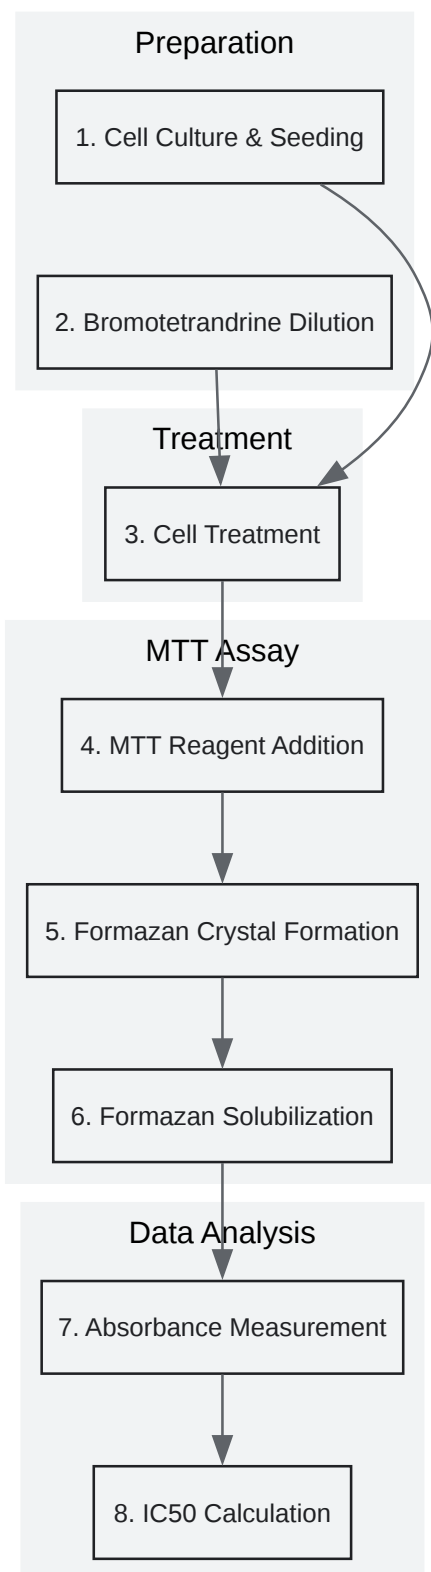 Preparation
1. Cell Culture & Seeding
2. Bromotetrandrine Dilution
Treatment
3. Cell Treatment
MTT Assay
4. MTT Reagent Addition
5. Formazan Crystal Formation
6. Formazan Solubilization
Data Analysis
7. Absorbance Measurement
8. IC50 Calculation